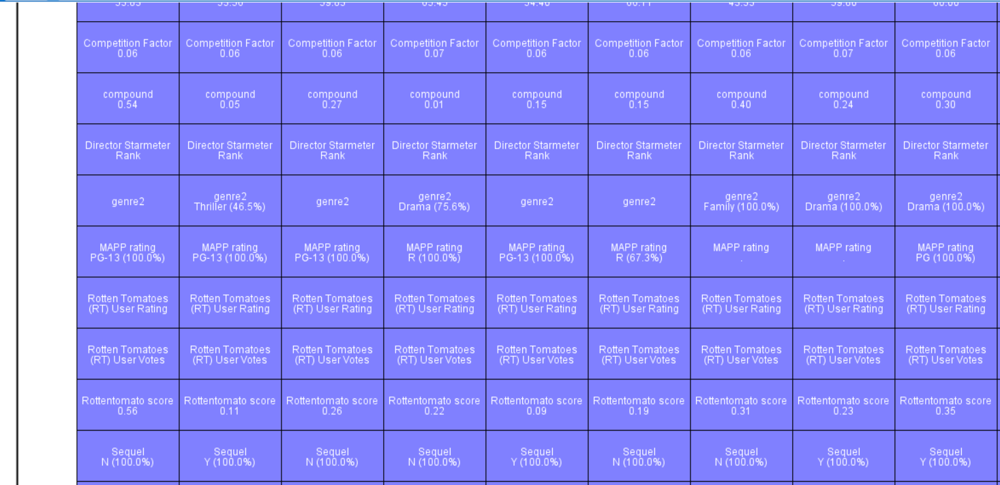 Competition Factor Competition Factor Competition Factor Competition Factor Competition Factor Competition Factor Competition Factor Competition Factor Competition Factor
0.06 0.06 0.06 0.07 0.06 0.06 0.06 0.07 0.06
compound compound compound compound compound compound compound compound compound
0.54 0.05 0.27 0.01 0.15 0.15 0.40 0.24 0.30
Director Starmeter Director Starmeter Director Starmeter Director Starmeter Director Starmeter Director Starmeter Director Starmeter Director Starmeter Director Starmeter
Rank Rank Rank Rank Rank Rank Rank Rank Rank
genre2 genre2 genre2 genre2 genre2 genre2 genre2 genre2 genre2
Thriller (46.5%) Drama (75.6%) Family (100.0%) Drama (100.0%) Drama (100.0%)
MAPP rating MAPP rating MAPP rating MAPP rating MAPP rating MAPP rating MAPP rating MAPP rating MAPP rating
PG-13 (100.0%) PG-13 (100.0%) PG-13 (100.0%) R (100.0%) PG-13 (100.0%) R (67.3%) . . PG (100.0%)
Rotten Tomatoes Rotten Tomatoes Rotten Tomatoes Rotten Tomatoes Rotten Tomatoes Rotten Tomatoes Rotten Tomatoes Rotten Tomatoes Rotten Tomatoes
(RT) User Rating (RT) User Rating (RT) User Rating (RT) User Rating (RT) User Rating (RT) User Rating (RT) User Rating (RT) User Rating (RT) User Rating
Rotten Tomatoes Rotten Tomatoes Rotten Tomatoes Rotten Tomatoes Rotten Tomatoes Rotten Tomatoes Rotten Tomatoes Rotten Tomatoes Rotten Tomatoes
(RT) User Votes (RT) User Votes (RT) User Votes (RT) User Votes (RT) User Votes (RT) User Votes (RT) User Votes (RT) User Votes (RT) User Votes
Rottentomato score Rottentomato score Rottentomato score Rottentomato score Rottentomato score Rottentomato score Rottentomato score Rottentomato score Rottentomato score
0.56 0.11 0.26 0.22 0.09 0.19 0.31 0.23 0.35
Sequel Sequel Sequel Sequel Sequel Sequel Sequel Sequel Sequel
N (100.0%) Y (100.0%) N (100.0%) N (100.0%) Y (100.0%) N (100.0%) N (100.0%) Y (100.0%) Y (100.0%)